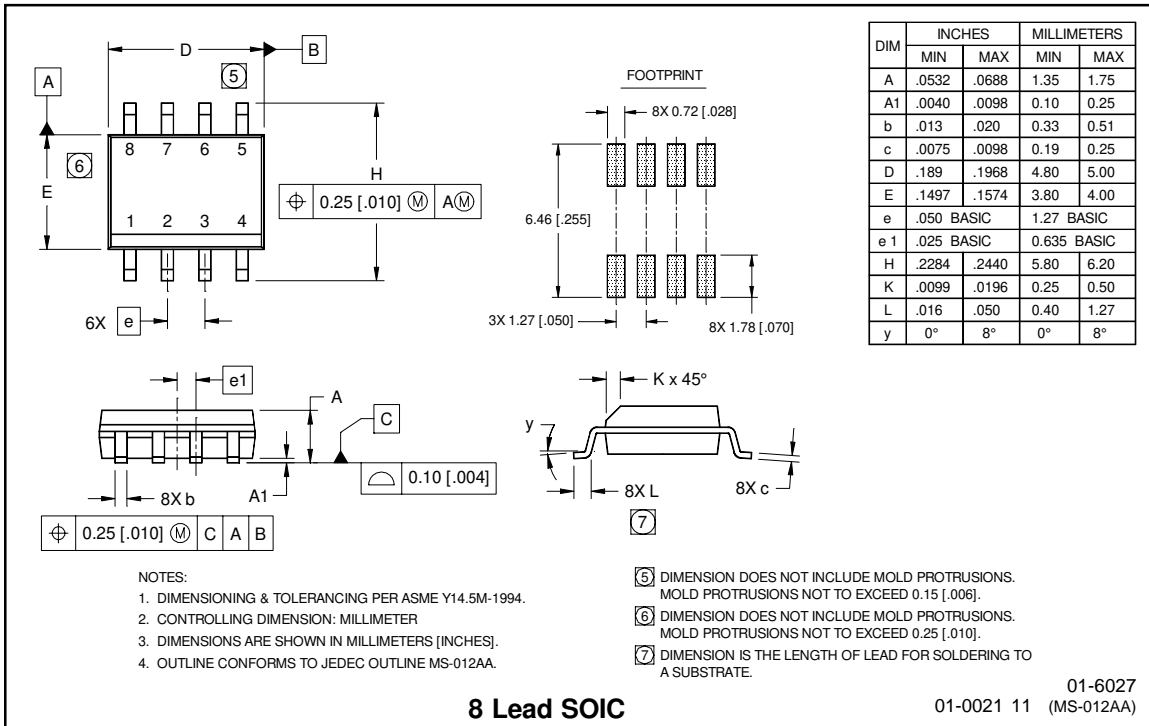 D
B
A
5
8 7 6 5
6
E
H
1 2 3 4
⌖ 0.25 [.010] Ⓜ AⓂ
6X e
FOOTPRINT
8X 0.72 [.028]
6.46 [.255]
3X 1.27 [.050]
8X 1.78 [.070]
DIM INCHES MILLIMETERS
MIN MAX MIN MAX
A .0532 .0688 1.35 1.75
A1 .0040 .0098 0.10 0.25
b .013 .020 0.33 0.51
c .0075 .0098 0.19 0.25
D .189 .1968 4.80 5.00
E .1497 .1574 3.80 4.00
e .050 BASIC 1.27 BASIC
e 1 .025 BASIC 0.635 BASIC
H .2284 .2440 5.80 6.20
K .0099 .0196 0.25 0.50
L .016 .050 0.40 1.27
y 0° 8° 0° 8°
e1
A
C
0.10 [.004]
8X b
A1
⌖ 0.25 [.010] Ⓜ C A B
K x 45°
y
8X L
8X c
7
NOTES:
1. DIMENSIONING & TOLERANCING PER ASME Y14.5M-1994.
2. CONTROLLING DIMENSION: MILLIMETER
3. DIMENSIONS ARE SHOWN IN MILLIMETERS [INCHES].
4. OUTLINE CONFORMS TO JEDEC OUTLINE MS-012AA.
5 DIMENSION DOES NOT INCLUDE MOLD PROTRUSIONS.
MOLD PROTRUSIONS NOT TO EXCEED 0.15 [.006].
6 DIMENSION DOES NOT INCLUDE MOLD PROTRUSIONS.
MOLD PROTRUSIONS NOT TO EXCEED 0.25 [.010].
7 DIMENSION IS THE LENGTH OF LEAD FOR SOLDERING TO
A SUBSTRATE.
8 Lead SOIC
01-6027
01-0021 11 (MS-012AA)